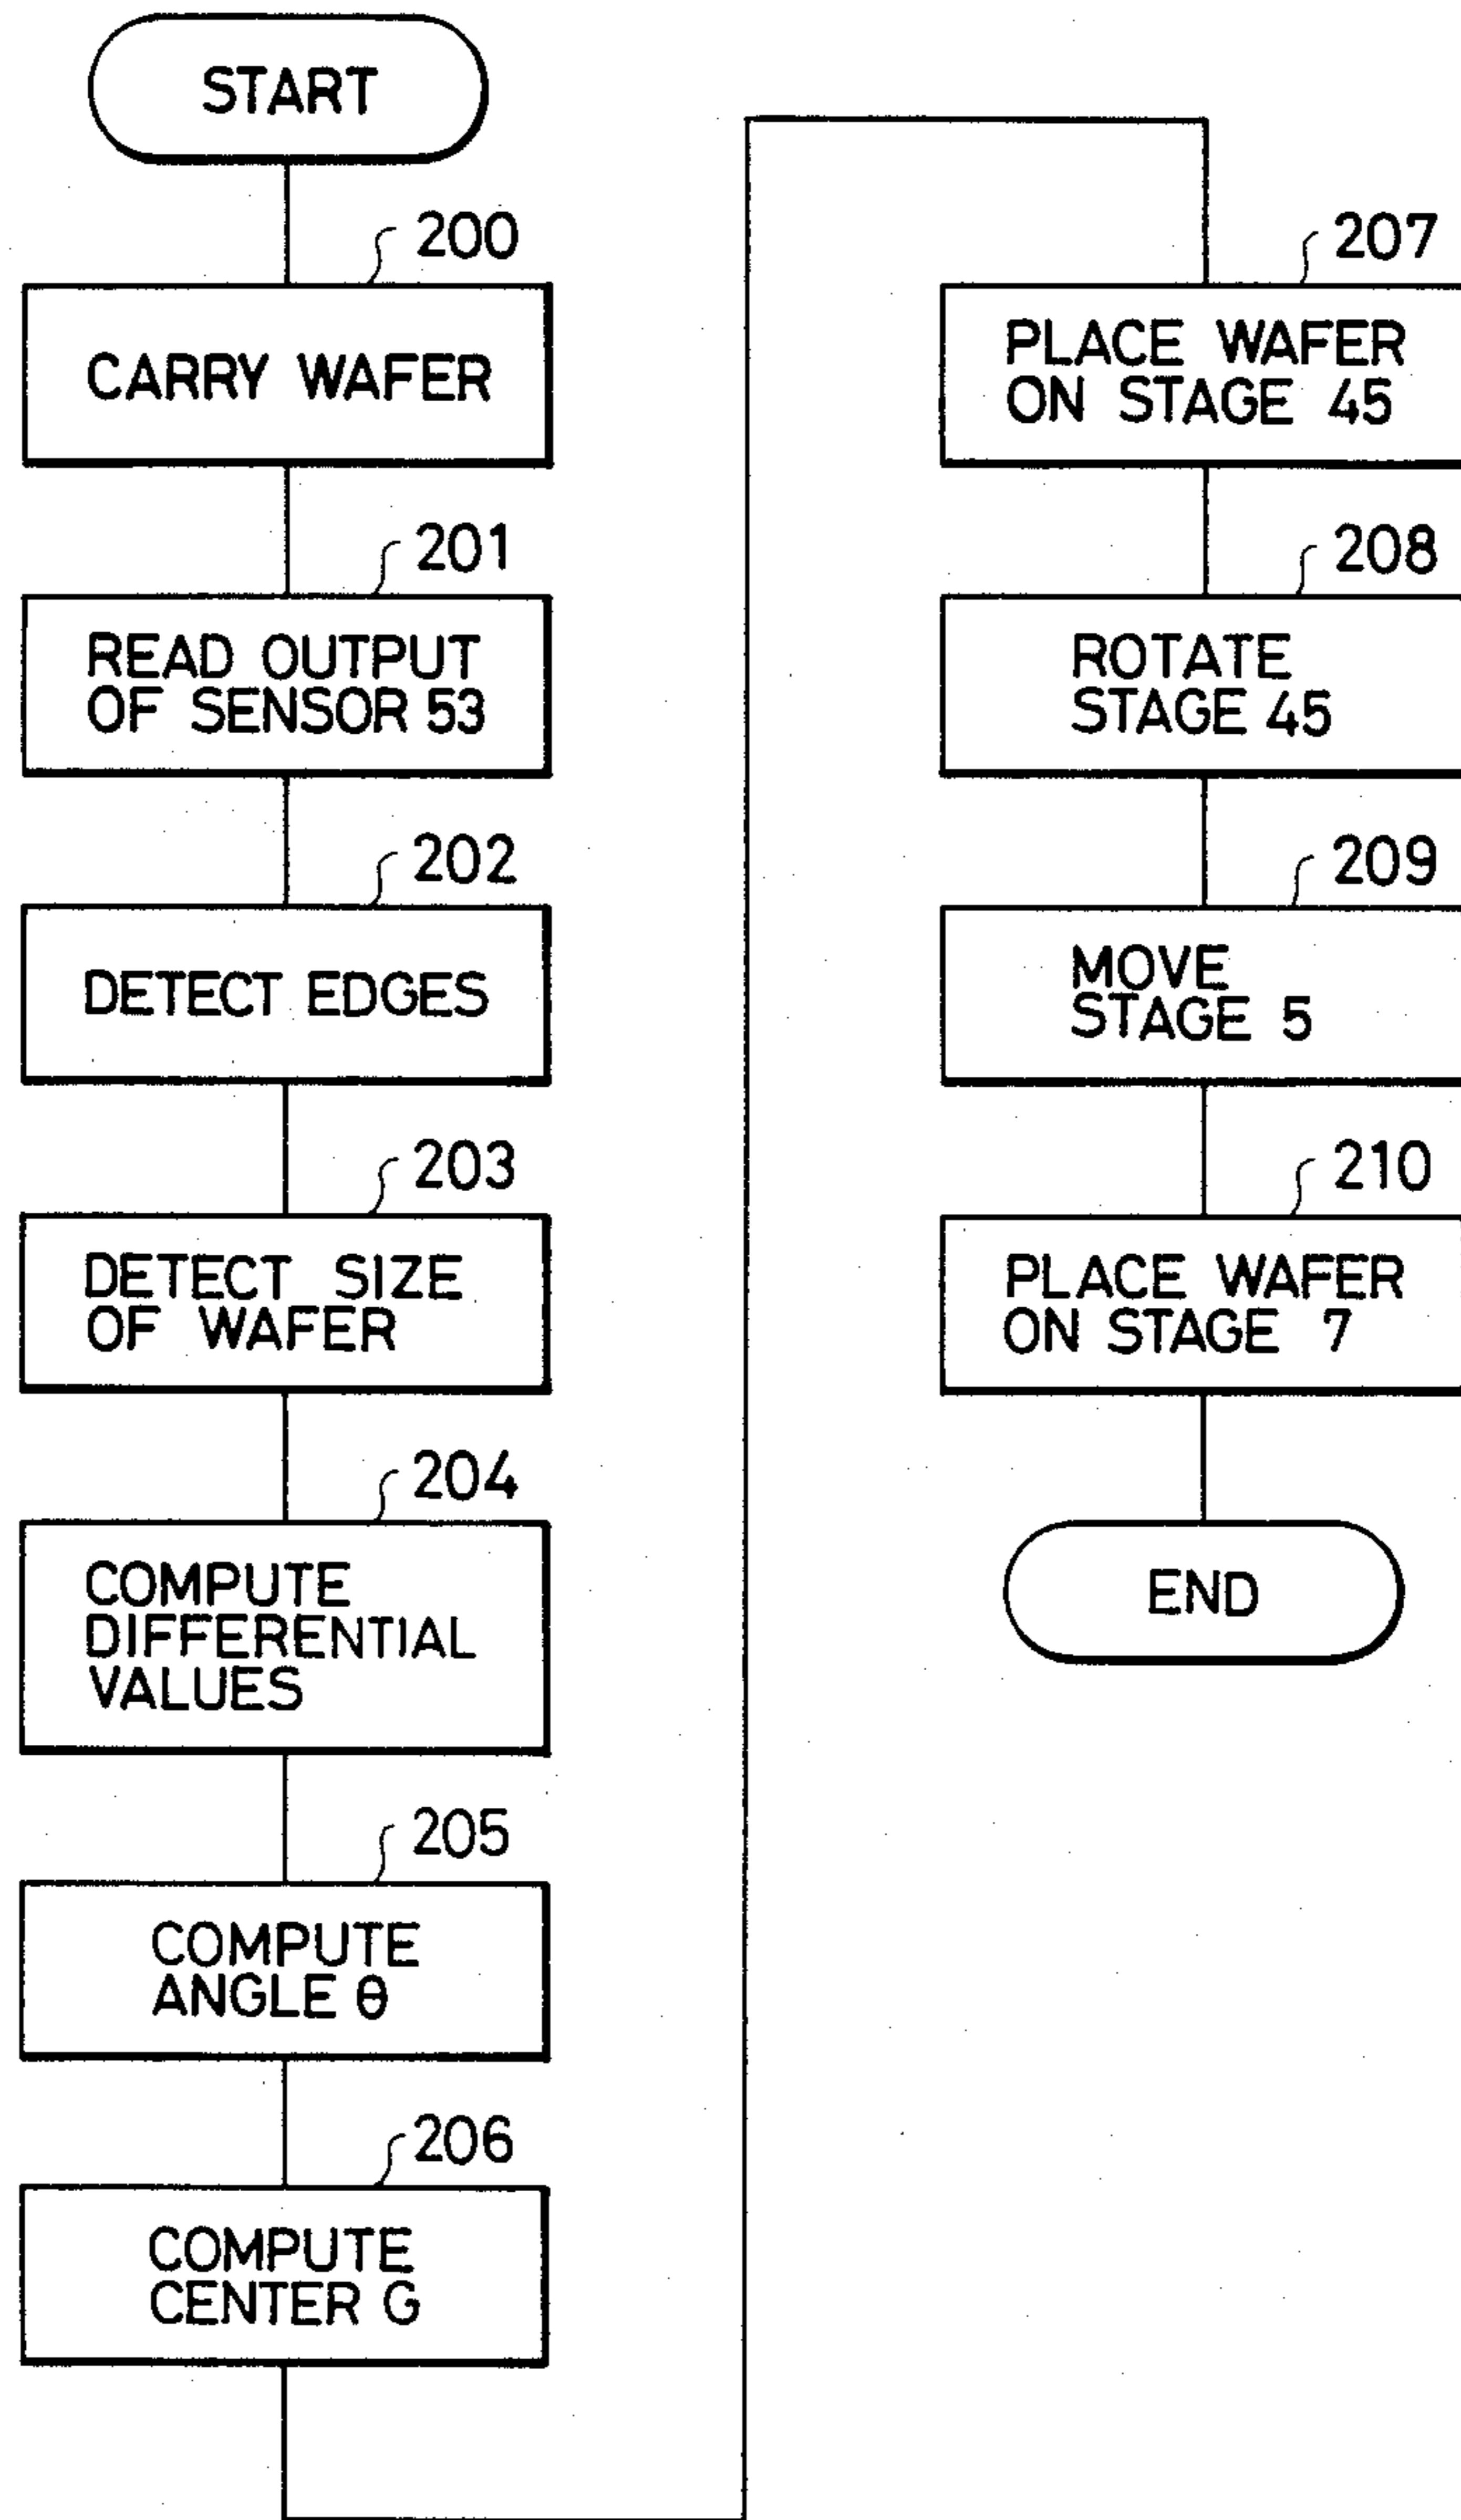 START
200
CARRY WAFER
201
READ OUTPUT
OF SENSOR 53
202
DETECT EDGES
203
DETECT SIZE
OF WAFER
204
COMPUTE
DIFFERENTIAL
VALUES
205
COMPUTE
ANGLE θ
206
COMPUTE
CENTER G
207
PLACE WAFER
ON STAGE 45
208
ROTATE
STAGE 45
209
MOVE
STAGE 5
210
PLACE WAFER
ON STAGE 7
END